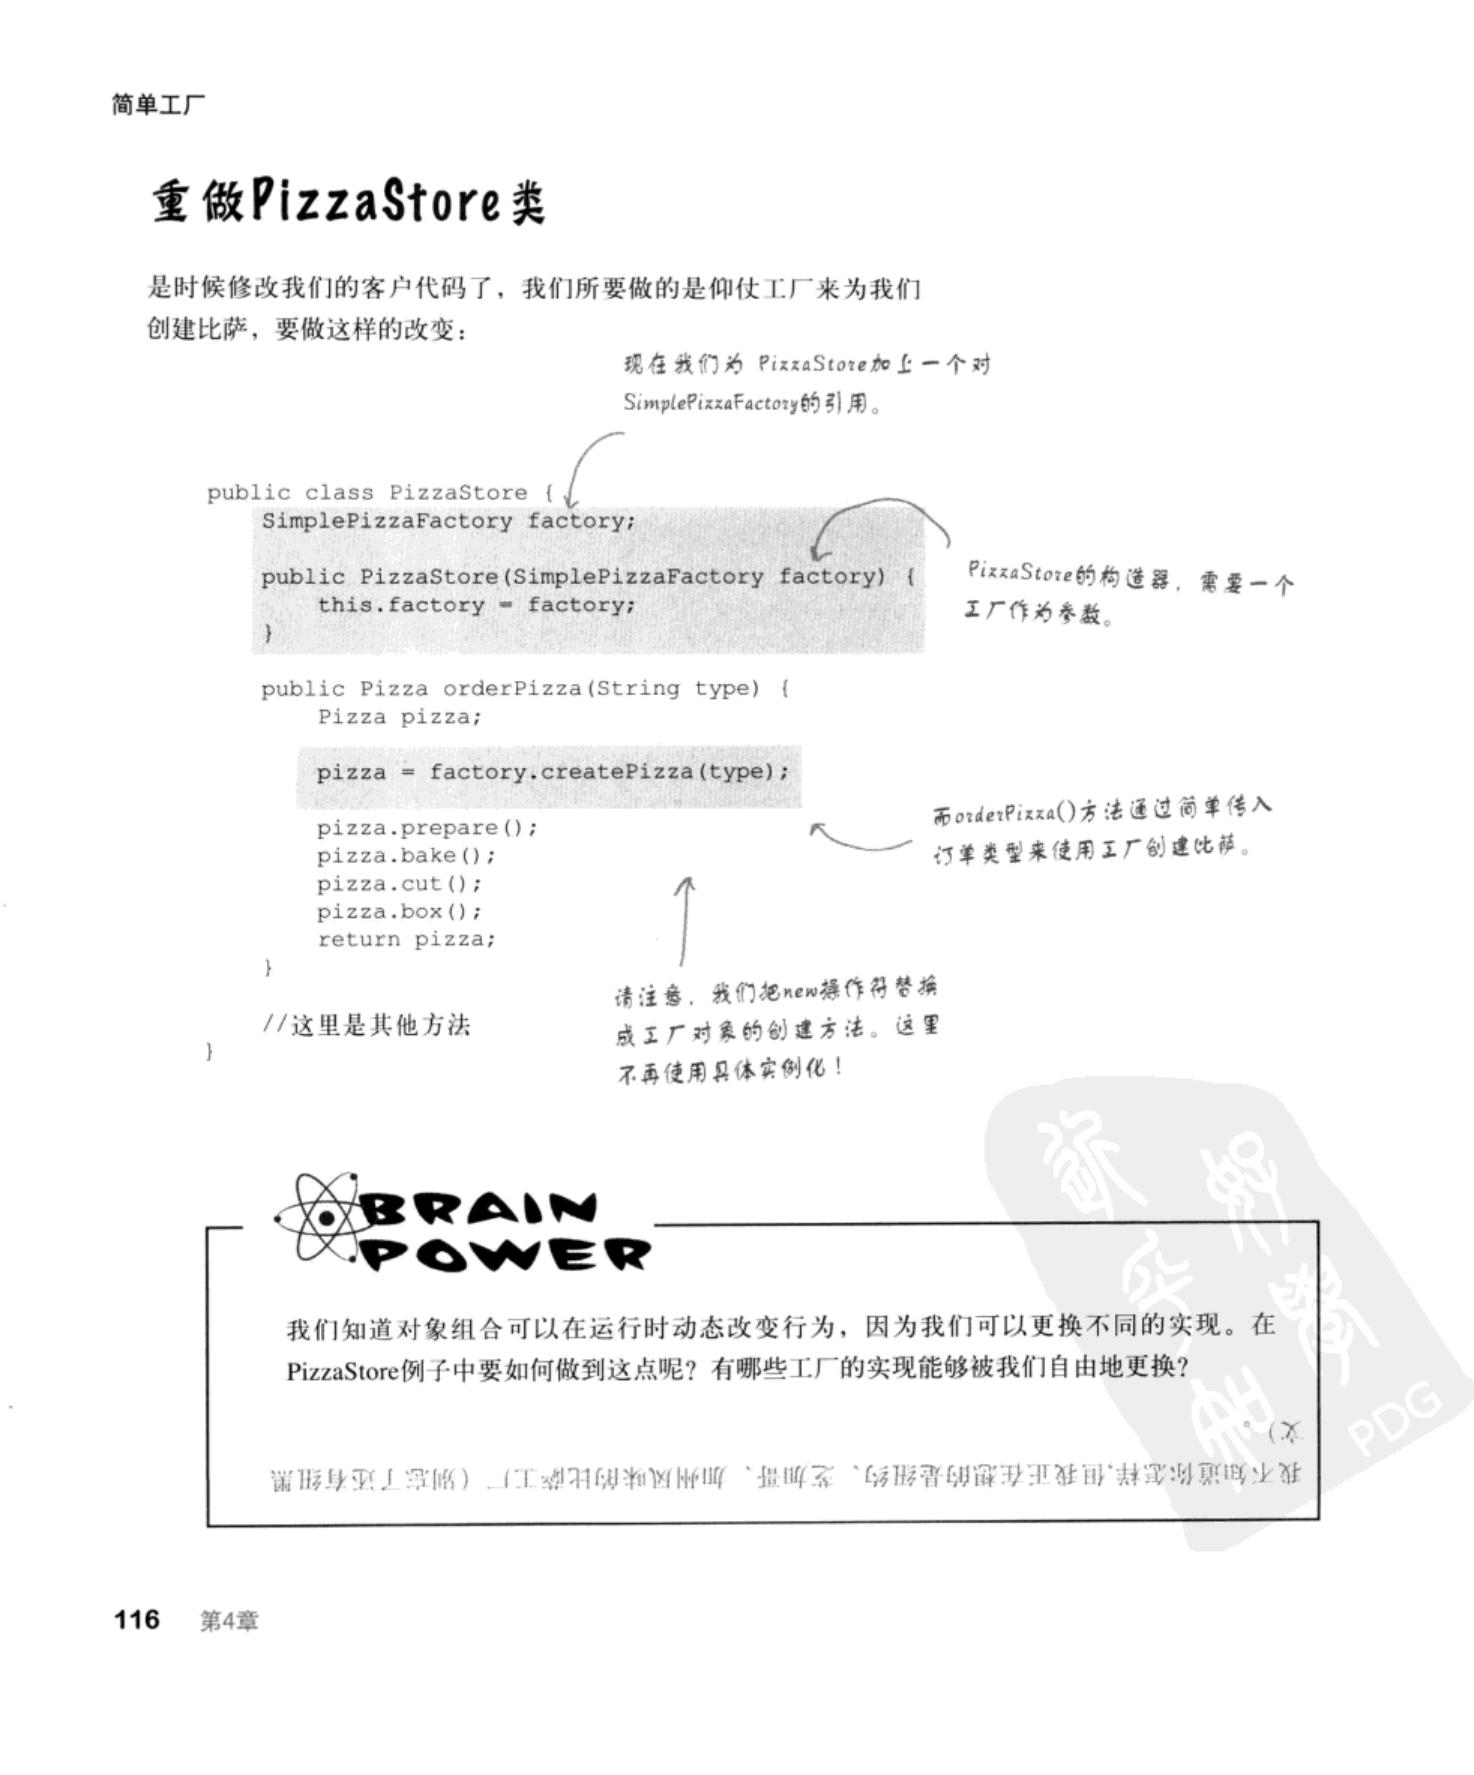 简单工厂
重做PizzaStore类
是时候修改我们的客户代码了，我们所要做的是仰仗工厂来为我们
创建比萨，要做这样的改变：
现在我们为 PizzaStore加上一个对
SimplePizzaFactory的引用。
public class PizzaStore {
SimplePizzaFactory factory;
public PizzaStore(SimplePizzaFactory factory) {
this.factory = factory;
}
PizzaStore的构造器，需要一个
工厂作为参数。
public Pizza orderPizza(String type) {
Pizza pizza;
pizza = factory.createPizza(type);
而orderPizza()方法通过简单传入
订单类型来使用工厂创建比萨。
pizza.prepare();
pizza.bake();
pizza.cut();
pizza.box();
return pizza;
}
请注意，我们把new操作符替换
成工厂对象的创建方法。这里
不再使用具体实例化！
//这里是其他方法
}
BRAIN
POWER
我们知道对象组合可以在运行时动态改变行为，因为我们可以更换不同的实现。在
PizzaStore例子中要如何做到这点呢？有哪些工厂的实现能够被我们自由地更换？
我不知道你怎样,但我正在想的是纽约、芝加哥、加州风味的比萨工厂（别忘了还有纽黑
文）。
PDG
116 第4章